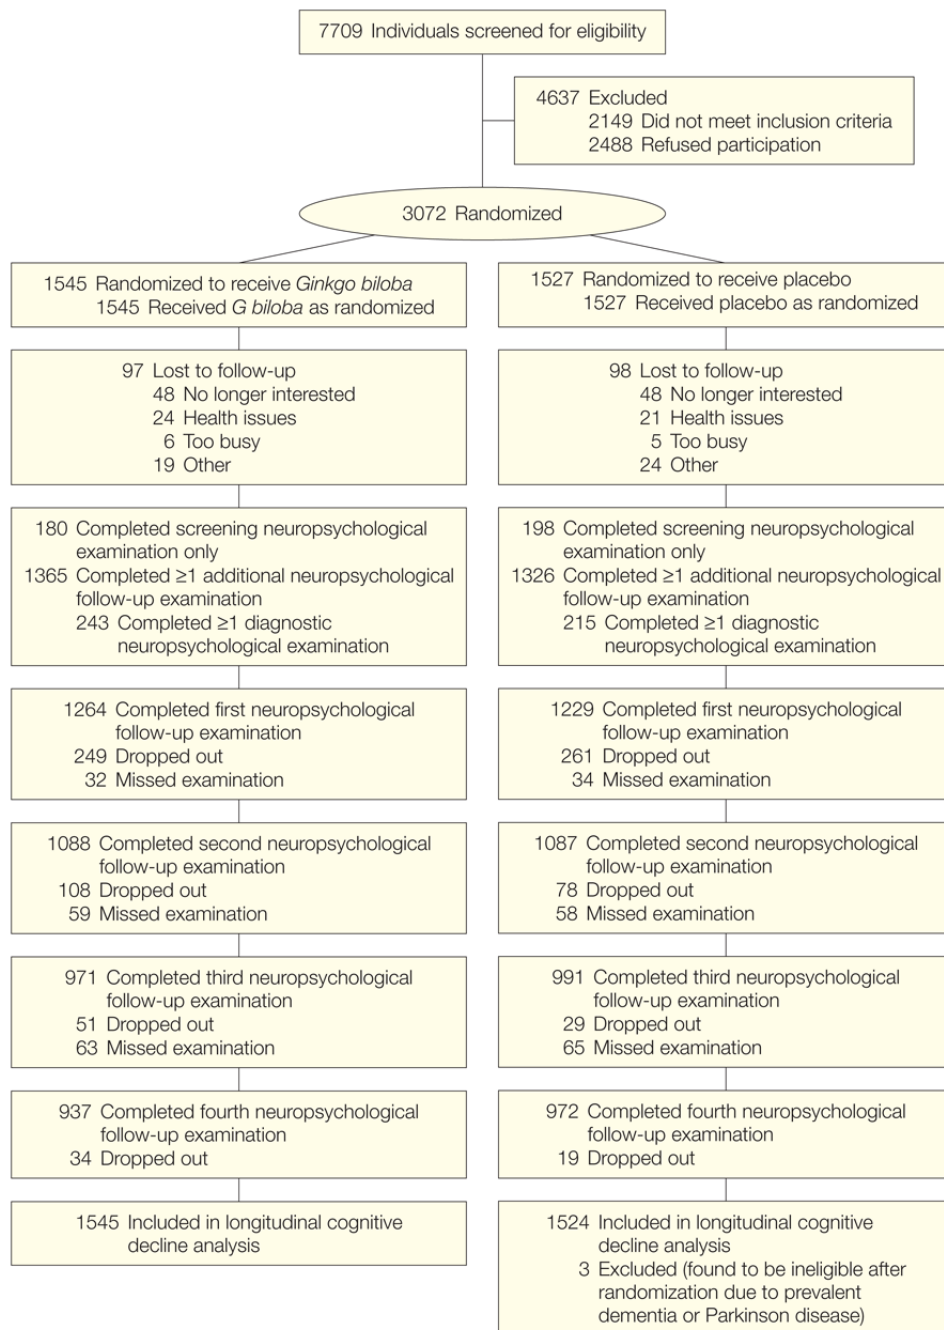 7709 Individuals screened for eligibility
4637 Excluded
2149 Did not meet inclusion criteria
2488 Refused participation
3072 Randomized
1545 Randomized to receive Ginkgo biloba
1545 Received G biloba as randomized
97 Lost to follow-up
48 No longer interested
24 Health issues
6 Too busy
19 Other
180 Completed screening neuropsychological
examination only
1365 Completed ≥1 additional neuropsychological
follow-up examination
243 Completed ≥1 diagnostic
neuropsychological examination
1264 Completed first neuropsychological
follow-up examination
249 Dropped out
32 Missed examination
1088 Completed second neuropsychological
follow-up examination
108 Dropped out
59 Missed examination
971 Completed third neuropsychological
follow-up examination
51 Dropped out
63 Missed examination
937 Completed fourth neuropsychological
follow-up examination
34 Dropped out
1545 Included in longitudinal cognitive
decline analysis
1527 Randomized to receive placebo
1527 Received placebo as randomized
98 Lost to follow-up
48 No longer interested
21 Health issues
5 Too busy
24 Other
198 Completed screening neuropsychological
examination only
1326 Completed ≥1 additional neuropsychological
follow-up examination
215 Completed ≥1 diagnostic
neuropsychological examination
1229 Completed first neuropsychological
follow-up examination
261 Dropped out
34 Missed examination
1087 Completed second neuropsychological
follow-up examination
78 Dropped out
58 Missed examination
991 Completed third neuropsychological
follow-up examination
29 Dropped out
65 Missed examination
972 Completed fourth neuropsychological
follow-up examination
19 Dropped out
1524 Included in longitudinal cognitive
decline analysis
3 Excluded (found to be ineligible after
randomization due to prevalent
dementia or Parkinson disease)